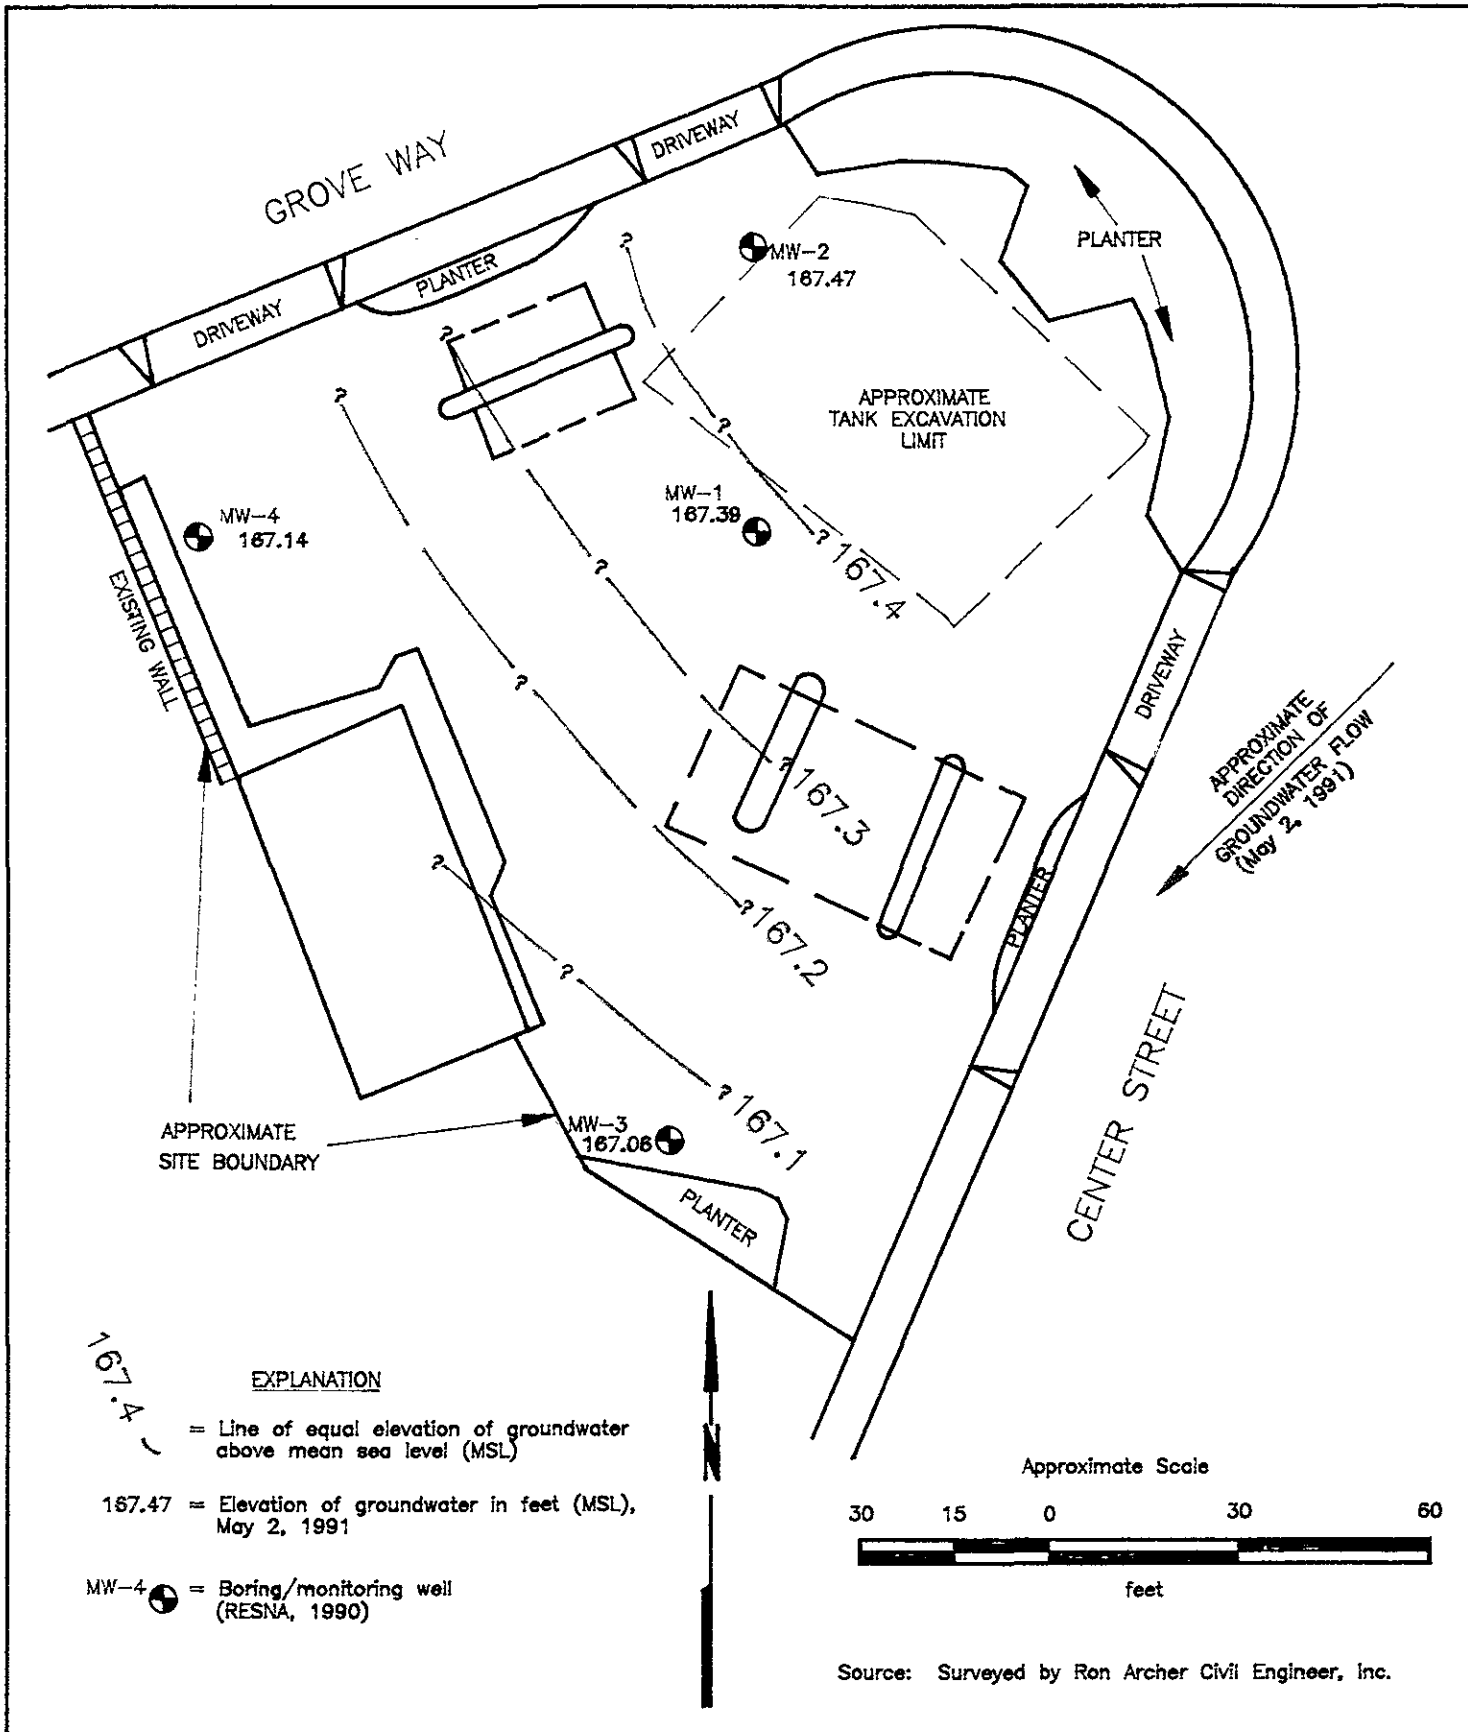 GROVE WAY
DRIVEWAY
DRIVEWAY
PLANTER
PLANTER
?
MW-2
167.47
?
?
APPROXIMATE
TANK EXCAVATION
LIMIT
?
MW-1
167.39
MW-4
167.14
? 167.4
?
EXISTING WALL
DRIVEWAY
?
APPROXIMATE
DIRECTION OF
GROUNDWATER FLOW
(May 2, 1991)
? 167.3
?
PLANTER
? 167.2
?
CENTER STREET
? 167.1
APPROXIMATE
SITE BOUNDARY
MW-3
167.06
PLANTER
167.4
EXPLANATION
= Line of equal elevation of groundwater
above mean sea level (MSL)
167.47 = Elevation of groundwater in feet (MSL),
May 2, 1991
MW-4 = Boring/monitoring well
(RESNA, 1990)
N
Approximate Scale
30 15 0 30 60
feet
Source: Surveyed by Ron Archer Civil Engineer, Inc.